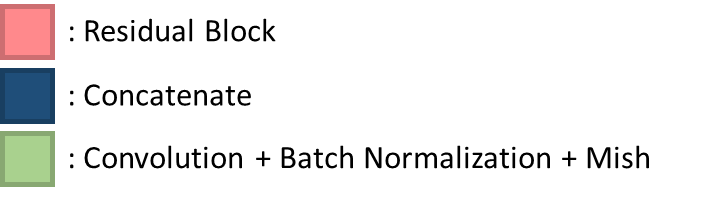 : Residual Block
: Concatenate
: Convolution + Batch Normalization + Mish